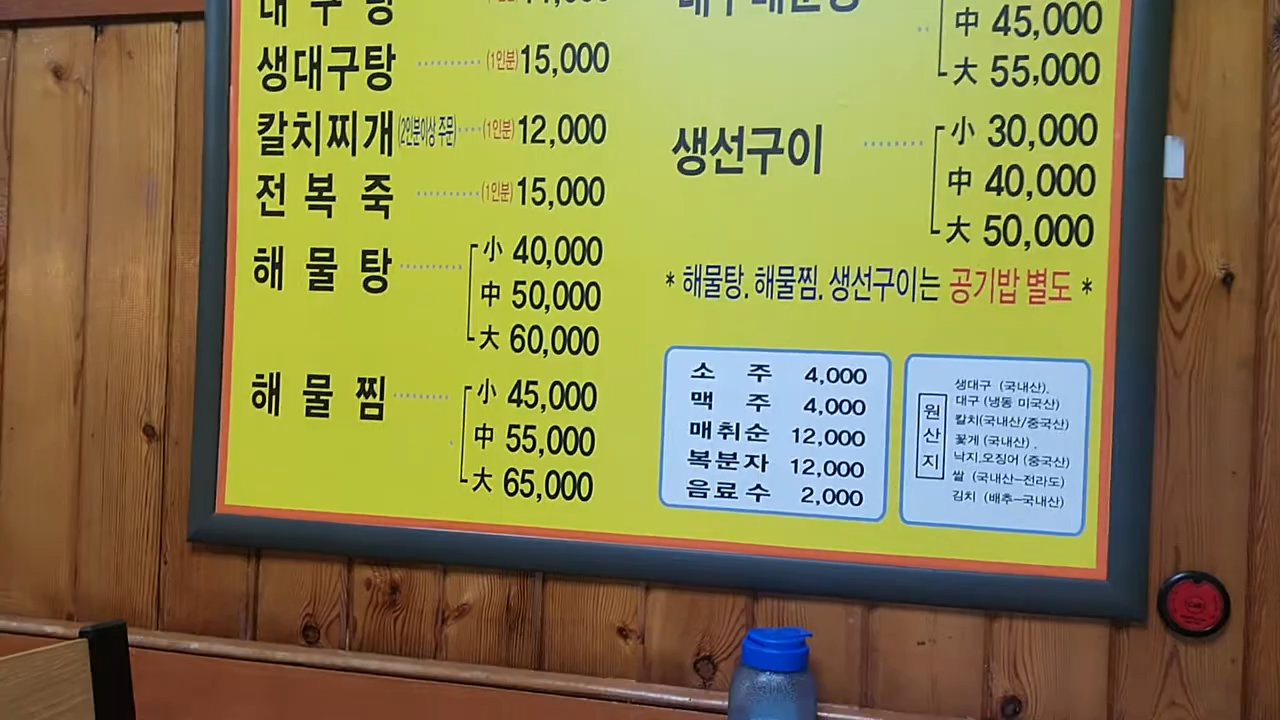 대구탕
생대구탕 (1인분) 15,000
칼치찌개 (2인분이상 주문) (1인분) 12,000
전복죽 (1인분) 15,000
해물탕 小 40,000
中 50,000
大 60,000
해물찜 小 45,000
中 55,000
大 65,000
中 45,000
大 55,000
생선구이 小 30,000
中 40,000
大 50,000
* 해물탕, 해물찜, 생선구이는 공기밥 별도 *
소주 4,000
맥주 4,000
매취순 12,000
복분자 12,000
음료수 2,000
원산지
생대구 (국내산),
대구 (냉동 미국산)
칼치(국내산/중국산)
꽃게 (국내산) ,
낙지,오징어 (중국산)
쌀 (국내산-전라도)
김치 (배추-국내산)